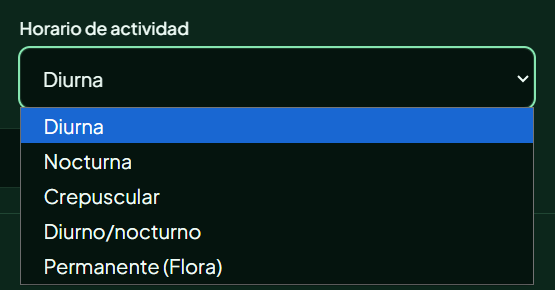 Horario de actividad
Diurna
Diurna
Nocturna
Crepuscular
Diurno/nocturno
Permanente (Flora)